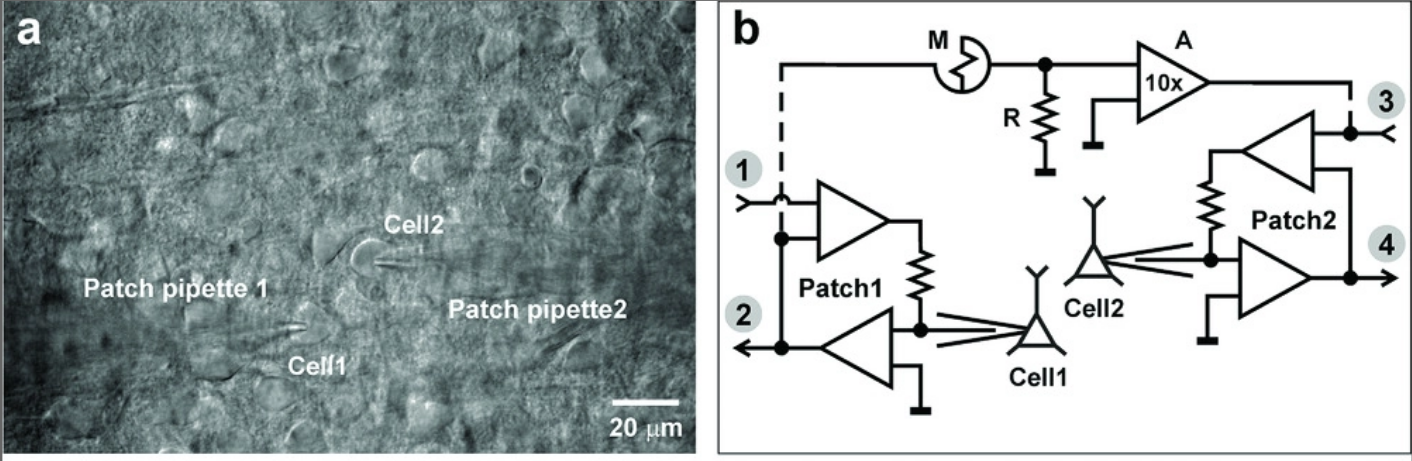 a
Cell2
Patch pipette 1
Patch pipette2
Cell1
20 μm
b
M
A
10x
R
3
1
Patch2
4
Patch1
Cell2
2
Cell1